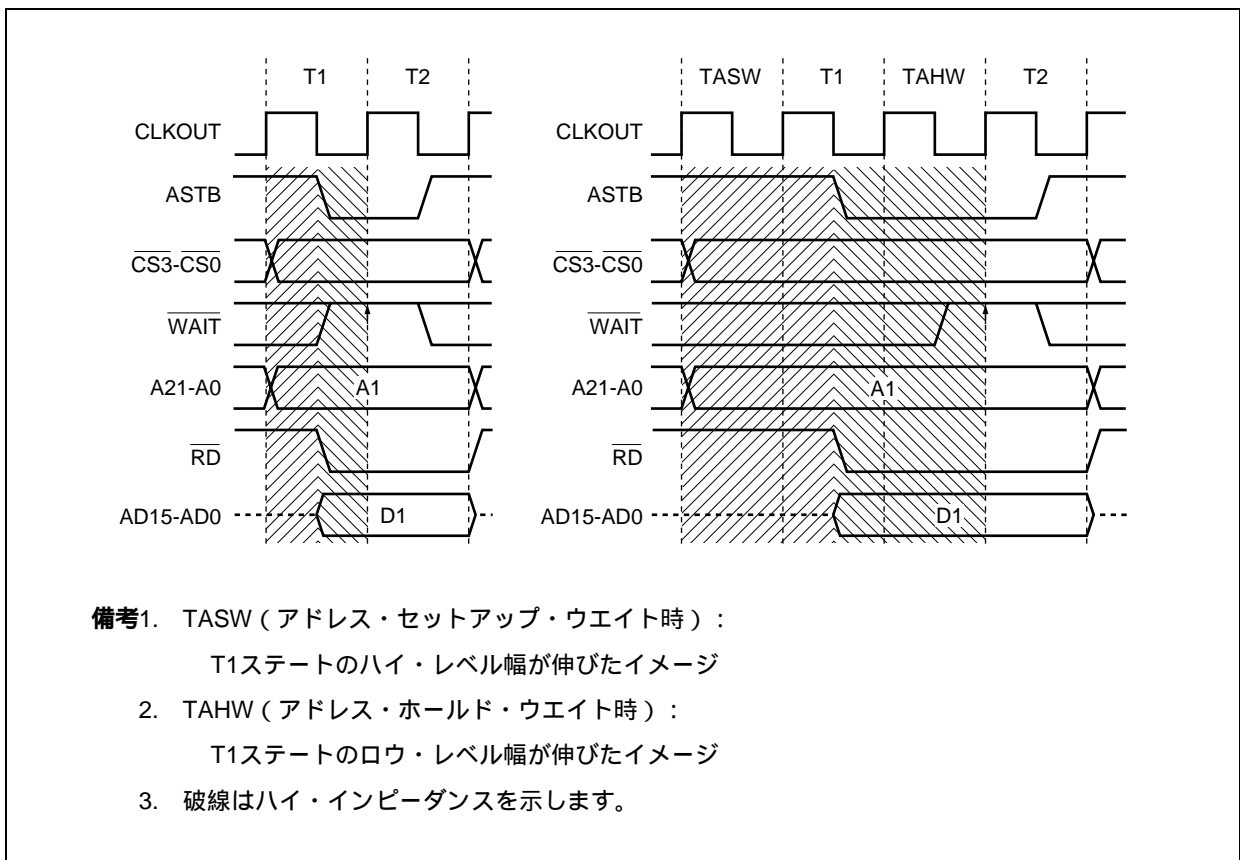 T1 T2
CLKOUT
ASTB
CS3-CS0
WAIT
A21-A0 A1
RD
AD15-AD0 D1
TASW T1 TAHW T2
CLKOUT
ASTB
CS3-CS0
WAIT
A21-A0 A1
RD
AD15-AD0 D1
備考1. TASW(アドレス・セットアップ・ウエイト時):
T1ステートのハイ・レベル幅が伸びたイメージ
2. TAHW(アドレス・ホールド・ウエイト時):
T1ステートのロウ・レベル幅が伸びたイメージ
3. 破線はハイ・インピーダンスを示します。